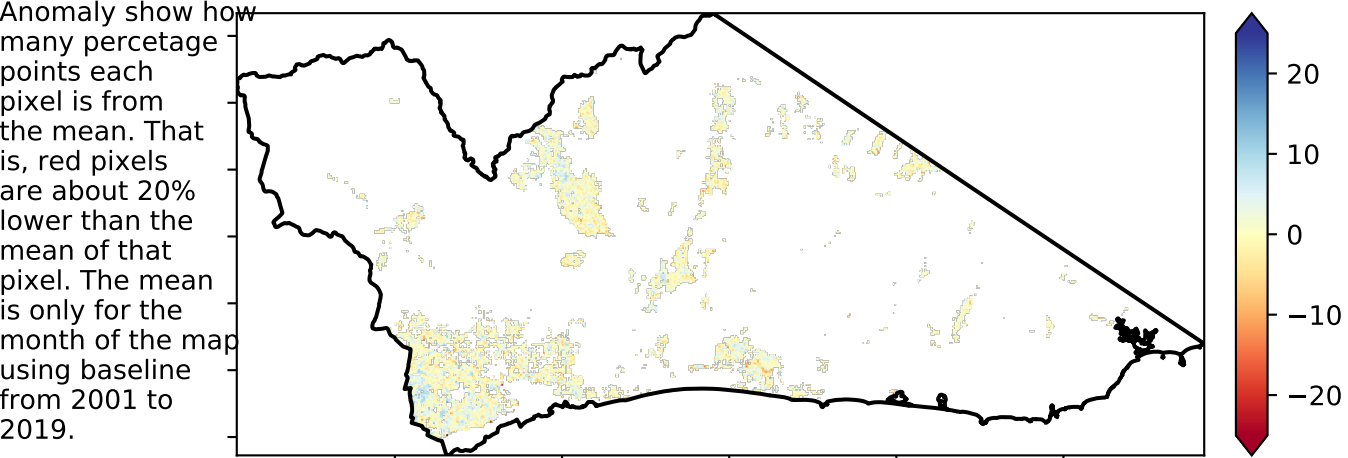 Anomaly show how
many percetage
points each
pixel is from
the mean. That
is, red pixels
are about 20%
lower than the
mean of that
pixel. The mean
is only for the
month of the map
using baseline
from 2001 to
2019.
20
10
0
−10
−20